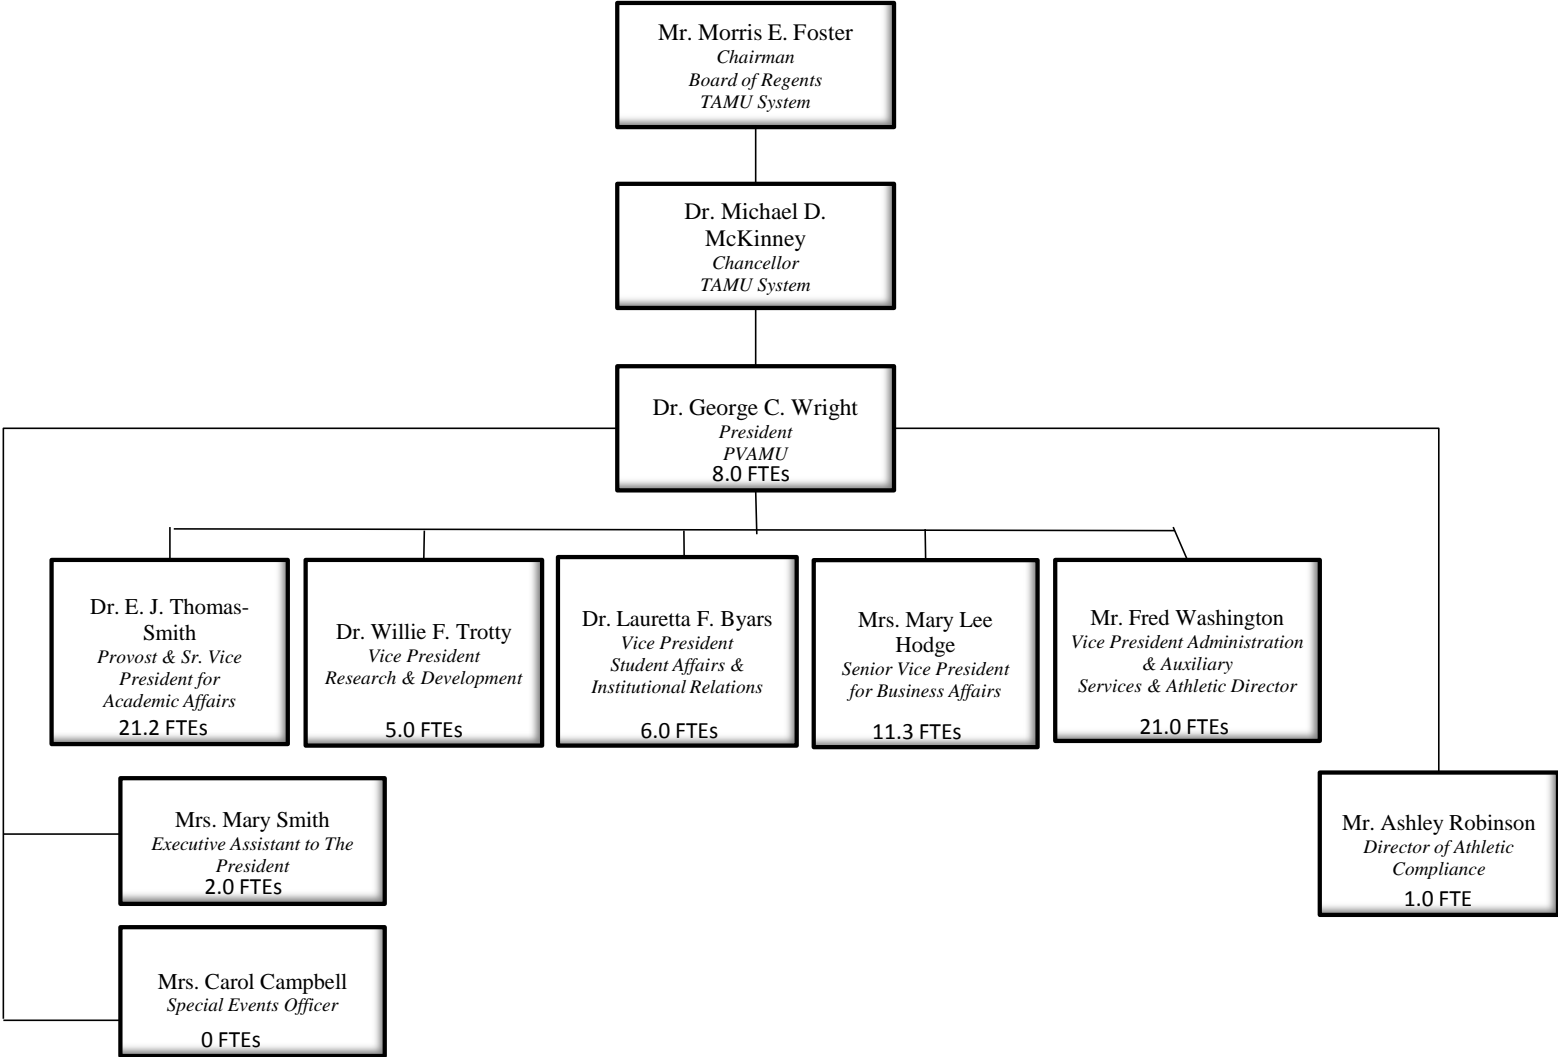 Mr. Morris E. Foster
Chairman
Board of Regents
TAMU System
Dr. Michael D.
McKinney
Chancellor
TAMU System
Dr. George C. Wright
President
PVAMU
8.0 FTEs
Dr. E. J. Thomas-
Smith
Provost & Sr. Vice
President for
Academic Affairs
21.2 FTEs
Dr. Willie F. Trotty
Vice President
Research & Development
5.0 FTEs
Dr. Lauretta F. Byars
Vice President
Student Affairs &
Institutional Relations
6.0 FTEs
Mrs. Mary Lee
Hodge
Senior Vice President
for Business Affairs
11.3 FTEs
Mr. Fred Washington
Vice President Administration
& Auxiliary
Services & Athletic Director
21.0 FTEs
Mrs. Mary Smith
Executive Assistant to The
President
2.0 FTEs
Mr. Ashley Robinson
Director of Athletic
Compliance
1.0 FTE
Mrs. Carol Campbell
Special Events Officer
0 FTEs